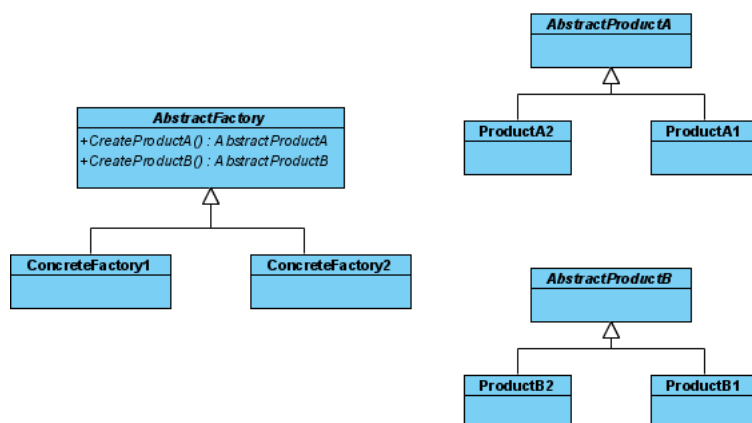 AbstractProductA
ProductA2
ProductA1
AbstractFactory
+CreateProductA() : AbstractProductA
+CreateProductB() : AbstractProductB
ConcreteFactory1
ConcreteFactory2
AbstractProductB
ProductB2
ProductB1